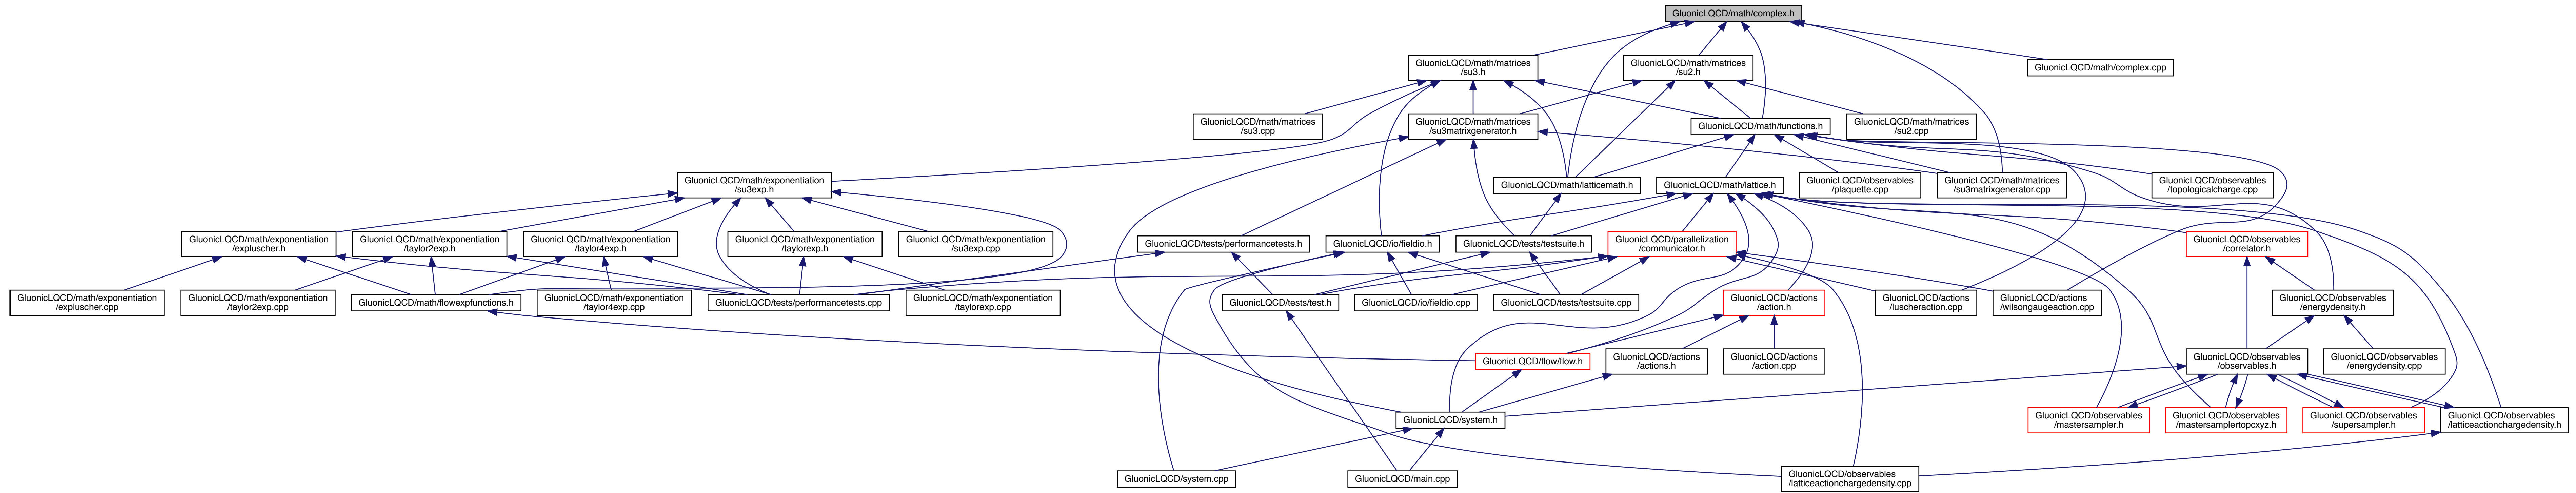 GluonicLQCD/math/complex.h
GluonicLQCD/math/matrices
/su3.h
GluonicLQCD/math/matrices
/su2.h
GluonicLQCD/math/complex.cpp
GluonicLQCD/math/matrices
/su3.cpp
GluonicLQCD/math/matrices
/su3matrixgenerator.h
GluonicLQCD/math/functions.h
GluonicLQCD/math/matrices
/su2.cpp
GluonicLQCD/math/exponentiation
/su3exp.h
GluonicLQCD/math/latticemath.h
GluonicLQCD/math/lattice.h
GluonicLQCD/observables
/plaquette.cpp
GluonicLQCD/math/matrices
/su3matrixgenerator.cpp
GluonicLQCD/observables
/topologicalcharge.cpp
GluonicLQCD/math/exponentiation
/expluscher.h
GluonicLQCD/math/exponentiation
/taylor2exp.h
GluonicLQCD/math/exponentiation
/taylor4exp.h
GluonicLQCD/math/exponentiation
/taylorexp.h
GluonicLQCD/math/exponentiation
/su3exp.cpp
GluonicLQCD/tests/performancetests.h
GluonicLQCD/io/fieldio.h
GluonicLQCD/tests/testsuite.h
GluonicLQCD/parallelization
/communicator.h
GluonicLQCD/observables
/correlator.h
GluonicLQCD/math/exponentiation
/expluscher.cpp
GluonicLQCD/math/exponentiation
/taylor2exp.cpp
GluonicLQCD/math/flowexpfunctions.h
GluonicLQCD/math/exponentiation
/taylor4exp.cpp
GluonicLQCD/tests/performancetests.cpp
GluonicLQCD/math/exponentiation
/taylorexp.cpp
GluonicLQCD/tests/test.h
GluonicLQCD/io/fieldio.cpp
GluonicLQCD/tests/testsuite.cpp
GluonicLQCD/actions
/action.h
GluonicLQCD/actions
/luscheraction.cpp
GluonicLQCD/actions
/wilsongaugeaction.cpp
GluonicLQCD/observables
/energydensity.h
GluonicLQCD/flow/flow.h
GluonicLQCD/actions
/actions.h
GluonicLQCD/actions
/action.cpp
GluonicLQCD/observables
/observables.h
GluonicLQCD/observables
/energydensity.cpp
GluonicLQCD/system.h
GluonicLQCD/observables
/mastersampler.h
GluonicLQCD/observables
/mastersamplertopcxyz.h
GluonicLQCD/observables
/supersampler.h
GluonicLQCD/observables
/latticeactionchargedensity.h
GluonicLQCD/system.cpp
GluonicLQCD/main.cpp
GluonicLQCD/observables
/latticeactionchargedensity.cpp